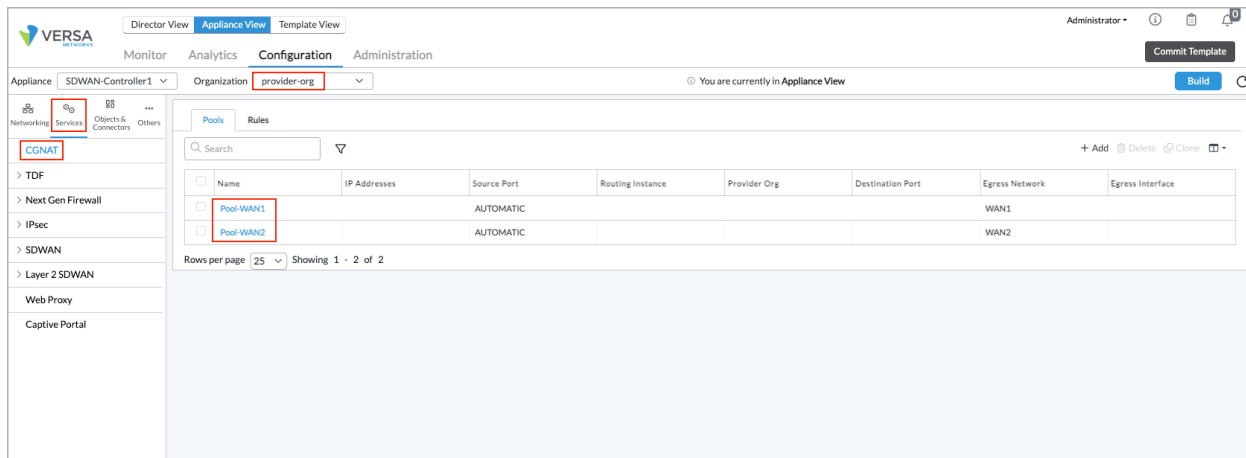 VERSA
NETWORKS
Director View Appliance View Template View
Administrator
0
Monitor Analytics Configuration Administration
Commit Template
Appliance SDWAN-Controller1 Organization provider-org You are currently in Appliance View Build
Networking Services Objects & Connectors Others
Pools Rules
CGNAT
Search
+ Add Delete Clone
TDF
Name IP Addresses Source Port Routing Instance Provider Org Destination Port Egress Network Egress Interface
Next Gen Firewall
Pool-WAN1 AUTOMATIC WAN1
IPsec
Pool-WAN2 AUTOMATIC WAN2
SDWAN
Rows per page 25 Showing 1 - 2 of 2
Layer 2 SDWAN
Web Proxy
Captive Portal